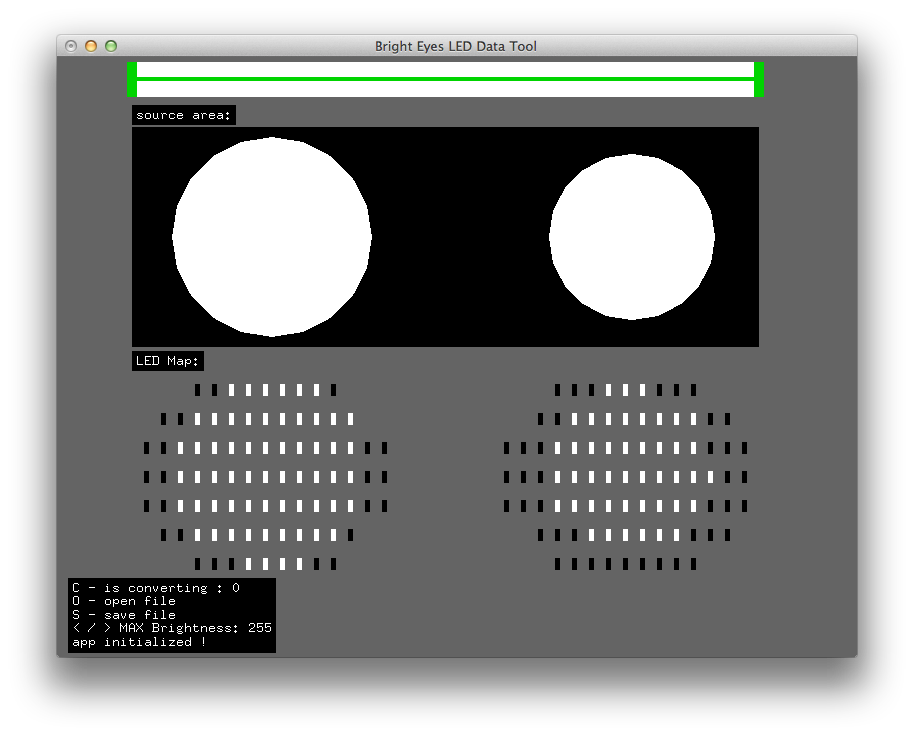 Bright Eyes LED Data Tool
source area:
LED Map:
C - is converting : 0
O - open file
S - save file
< / > MAX Brightness: 255
app initialized !